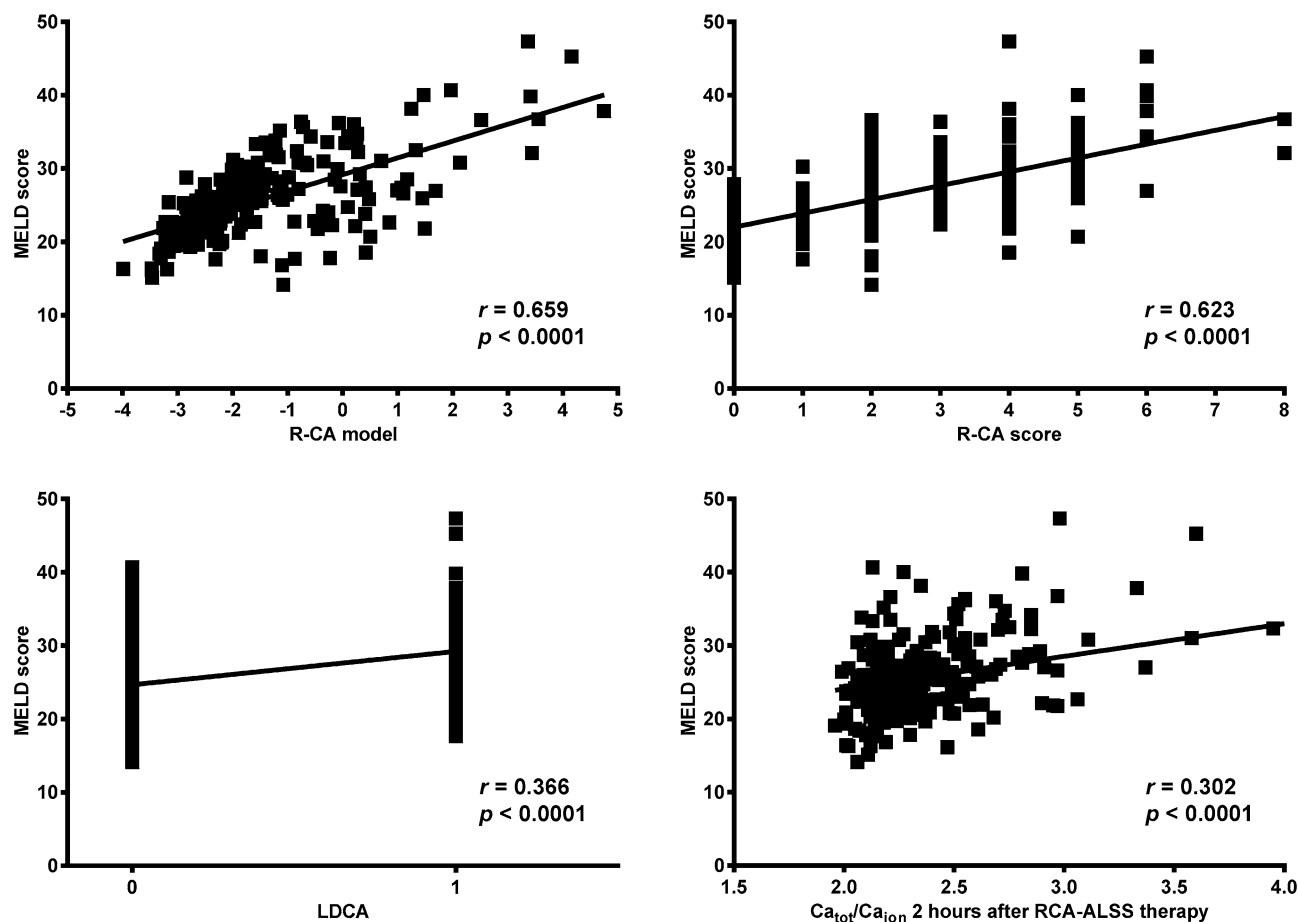 50
40
30
20
10
0
MELD score
-5 -4 -3 -2 -1 0 1 2 3 4 5
R-CA model
r = 0.659
p < 0.0001
50
40
30
20
10
0
MELD score
0 1 2 3 4 5 6 7 8
R-CA score
r = 0.623
p < 0.0001
50
40
30
20
10
0
MELD score
0 1
LDCA
r = 0.366
p < 0.0001
50
40
30
20
10
0
MELD score
1.5 2.0 2.5 3.0 3.5 4.0
Catot/Caion 2 hours after RCA-ALSS therapy
r = 0.302
p < 0.0001